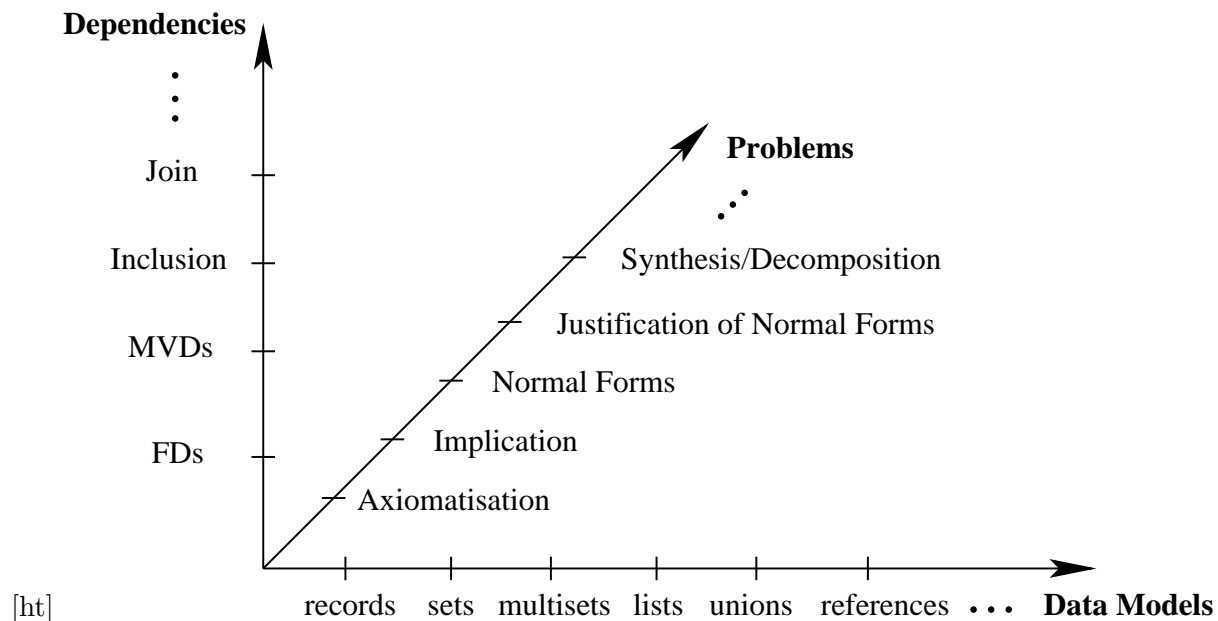 Dependencies
Problems
Join
Inclusion
Synthesis/Decomposition
Justification of Normal Forms
MVDs
Normal Forms
Implication
FDs
Axiomatisation
[ht]
records sets multisets lists unions references ... Data Models